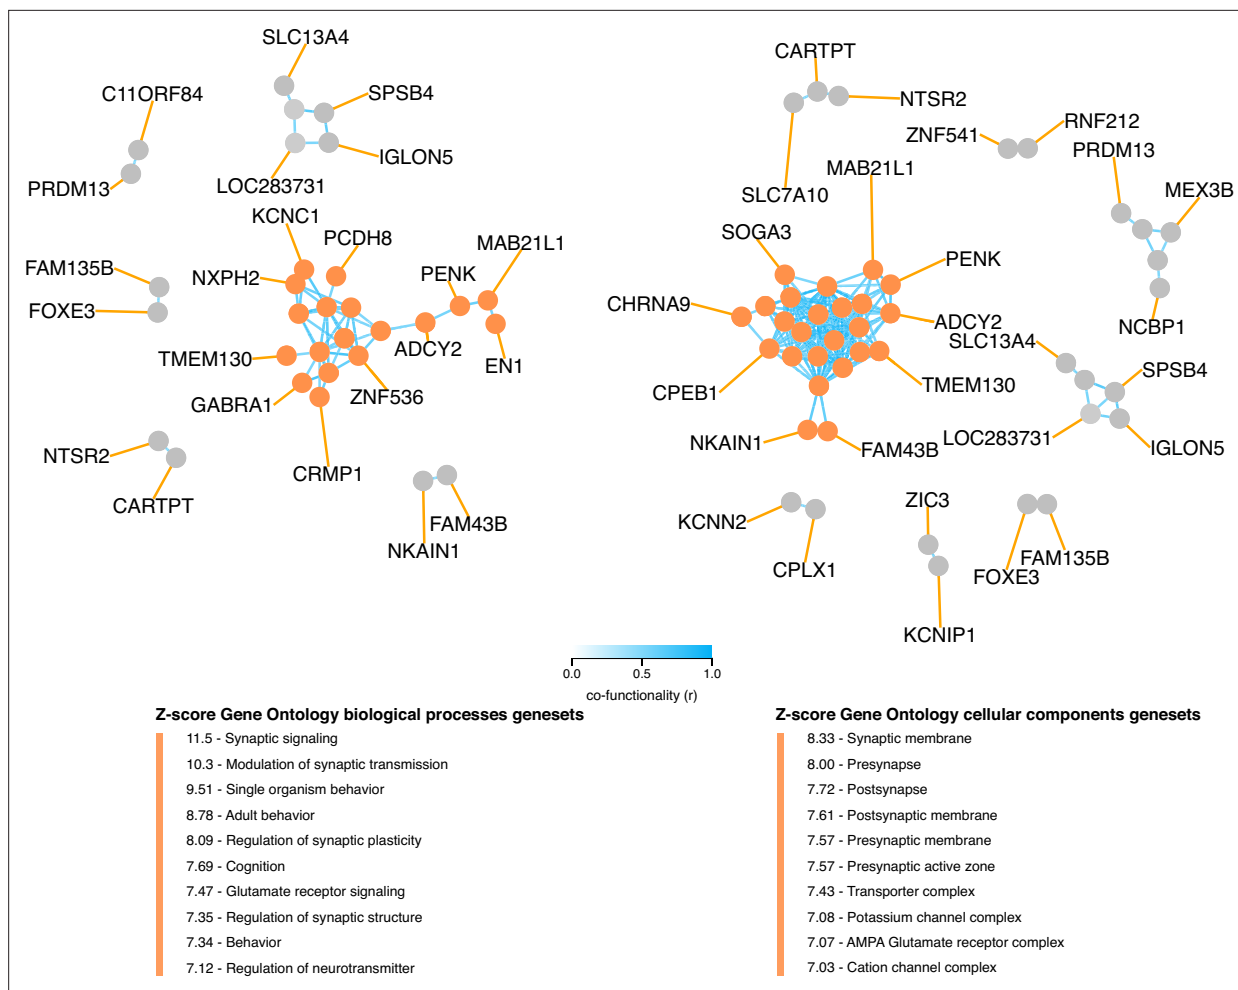 SLC13A4
C11ORF84
SPSB4
IGLON5
PRDM13
LOC283731
KCNC1
PCDH8
MAB21L1
FAM135B
NXPH2
PENK
FOXE3
TMEM130
ADCY2
EN1
GABRA1
ZNF536
NTSR2
CRMP1
CARTPT
FAM43B
NKAIN1
CARTPT
NTSR2
ZNF541
RNF212
PRDM13
MAB21L1
MEX3B
SLC7A10
SOGA3
PENK
CHRNA9
ADCY2
NCBP1
SLC13A4
SPSB4
CPEB1
TMEM130
NKAIN1
FAM43B
LOC283731
IGLON5
ZIC3
KCNN2
CPLX1
FOXE3
FAM135B
KCNIP1
0.0
0.5
1.0
co-functionality (r)
Z-score Gene Ontology biological processes genesets
11.5 - Synaptic signaling
10.3 - Modulation of synaptic transmission
9.51 - Single organism behavior
8.78 - Adult behavior
8.09 - Regulation of synaptic plasticity
7.69 - Cognition
7.47 - Glutamate receptor signaling
7.35 - Regulation of synaptic structure
7.34 - Behavior
7.12 - Regulation of neurotransmitter
Z-score Gene Ontology cellular components genesets
8.33 - Synaptic membrane
8.00 - Presynapse
7.72 - Postsynapse
7.61 - Postsynaptic membrane
7.57 - Presynaptic membrane
7.57 - Presynaptic active zone
7.43 - Transporter complex
7.08 - Potassium channel complex
7.07 - AMPA Glutamate receptor complex
7.03 - Cation channel complex